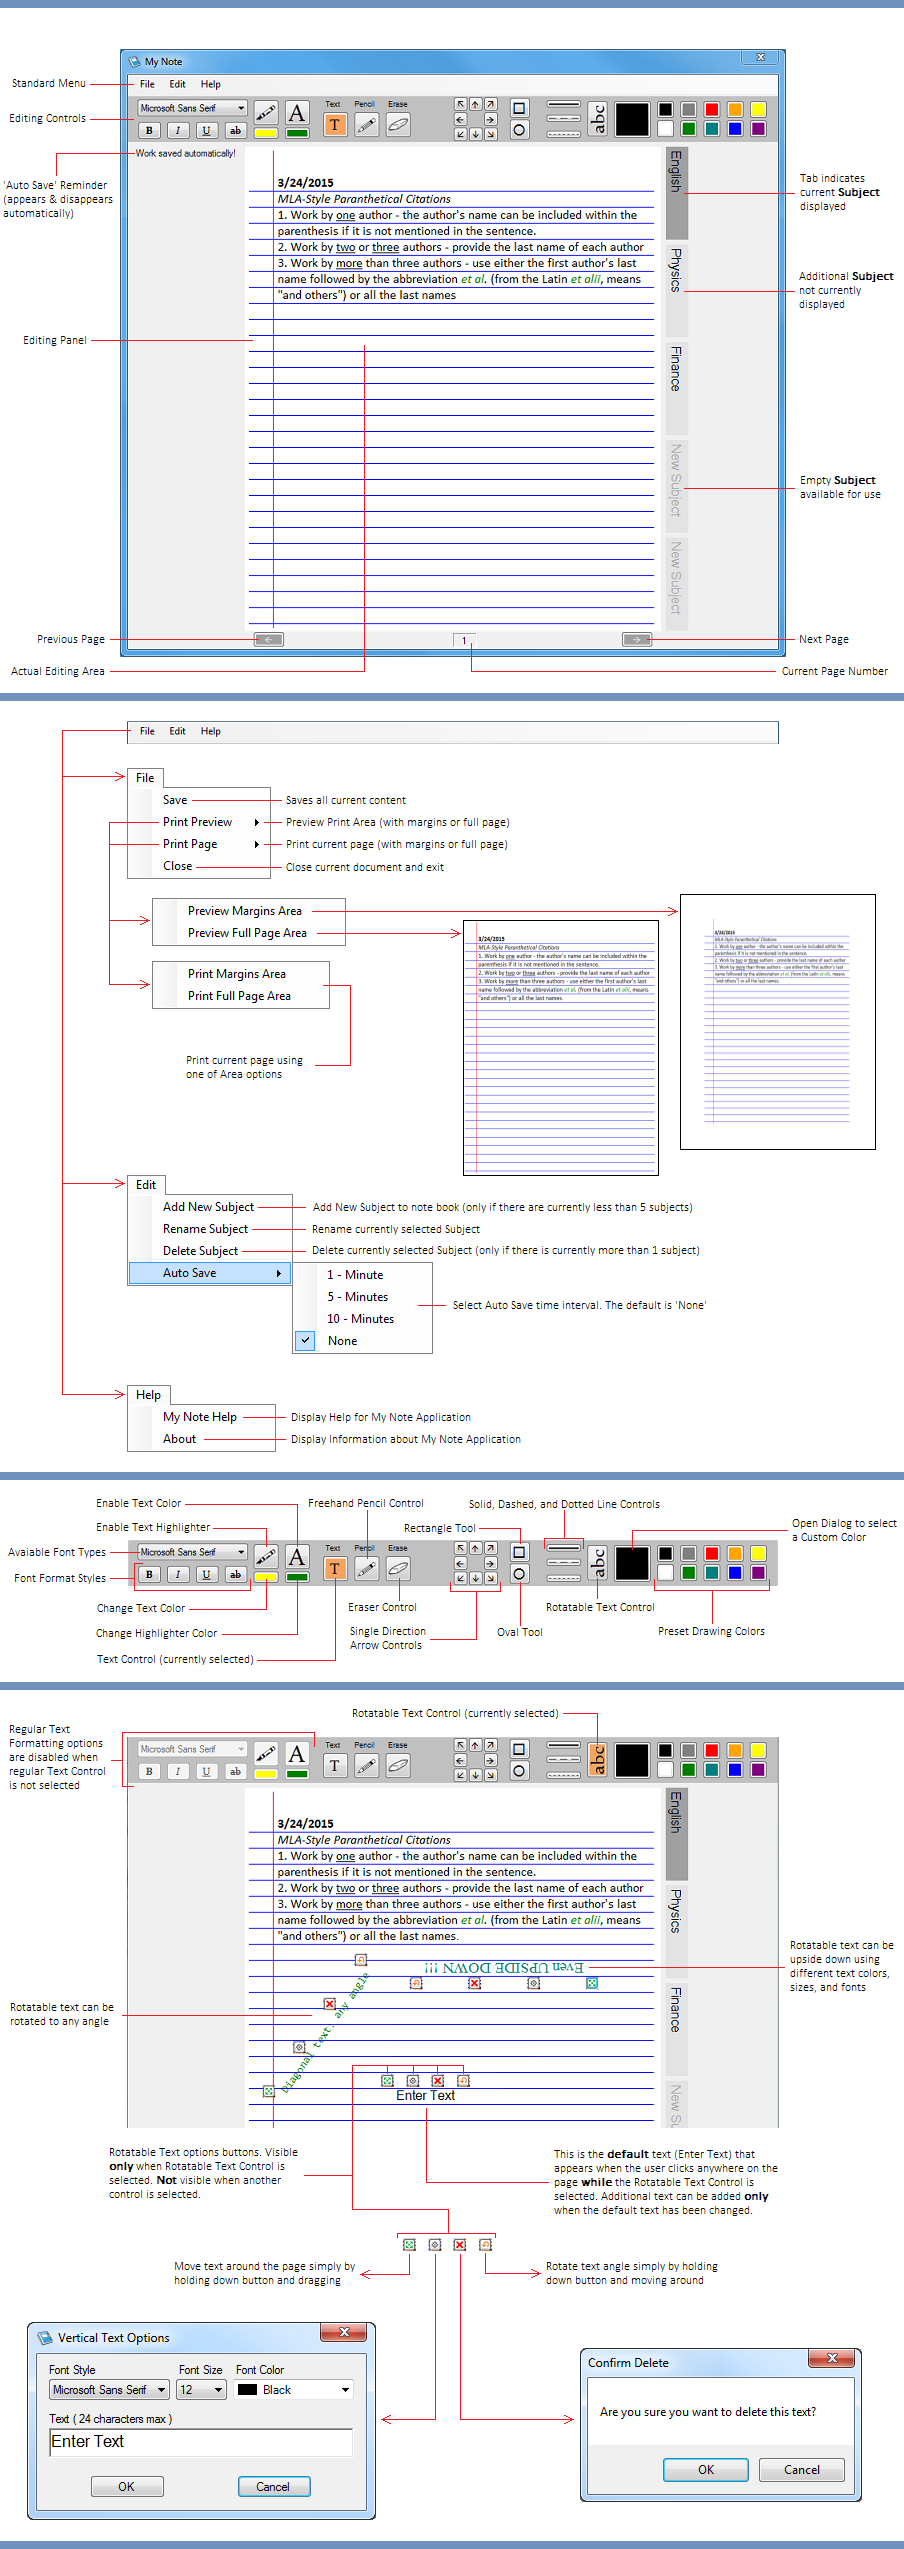 My Note
Standard Menu
File Edit Help
Microsoft Sans Serif Text Pencil Erase
Editing Controls
B I U ab A T abc
'Auto Save' Reminder
(appears & disappears
automatically)
Work saved automatically!
3/24/2015
MLA-Style Paranthetical Citations
1. Work by one author - the author's name can be included within the
parenthesis if it is not mentioned in the sentence.
2. Work by two or three authors - provide the last name of each author
3. Work by more than three authors - use either the first author's last
name followed by the abbreviation et al. (from the Latin et alii, means
"and others") or all the last names
English
Physics
Finance
New Subject
New Subject
Tab indicates
current Subject
displayed
Additional Subject
not currently
displayed
Editing Panel
Empty Subject
available for use
Previous Page
1
Next Page
Actual Editing Area
Current Page Number
File Edit Help
File
Save
Saves all current content
Print Preview
Preview Print Area (with margins or full page)
Print Page
Print current page (with margins or full page)
Close
Close current document and exit
Preview Margins Area
Preview Full Page Area
Print Margins Area
Print Full Page Area
Print current page using
one of Area options
3/24/2015
MLA-Style Parenthetical Citations
1. Work by one author - the author's name can be included within the
parenthesis if it is not mentioned in the sentence.
2. Work by two or three authors - provide the last name of each author
3. Work by more than three authors - use either the first author's last
name followed by the abbreviation et al. (from the Latin et alii, means
"and others") or all the last names.
3/24/2015
MLA-Style Parenthetical Citations
1. Work by one author - the author's name can be included within the
parenthesis if it is not mentioned in the sentence.
2. Work by two or three authors - provide the last name of each author
3. Work by more than three authors - use either the first author's last
name followed by the abbreviation et al. (from the Latin et alii, means
"and others") or all the last names.
Edit
Add New Subject
Add New Subject to note book (only if there are currently less than 5 subjects)
Rename Subject
Rename currently selected Subject
Delete Subject
Delete currently selected Subject (only if there is currently more than 1 subject)
Auto Save
1 - Minute
5 - Minutes
10 - Minutes
None
Select Auto Save time interval. The default is 'None'
Help
My Note Help
Display Help for My Note Application
About
Display Information about My Note Application
Enable Text Color
Freehand Pencil Control
Solid, Dashed, and Dotted Line Controls
Enable Text Highlighter
Rectangle Tool
Open Dialog to select
a Custom Color
Avaiable Font Types
Microsoft Sans Serif Text Pencil Erase
Font Format Styles
B I U ab A T abc
Change Text Color
Eraser Control
Rotatable Text Control
Change Highlighter Color
Single Direction
Arrow Controls
Oval Tool
Preset Drawing Colors
Text Control (currently selected)
Rotatable Text Control (currently selected)
Regular Text
Formatting options
are disabled when
regular Text Control
is not selected
Microsoft Sans Serif Text Pencil Erase
B I U ab A T abc
3/24/2015
MLA-Style Paranthetical Citations
1. Work by one author - the author's name can be included within the
parenthesis if it is not mentioned in the sentence.
2. Work by two or three authors - provide the last name of each author
3. Work by more than three authors - use either the first author's last
name followed by the abbreviation et al. (from the Latin et alii, means
"and others") or all the last names.
English
Physics
Finance
New Su
Even UPSIDE DOWN !!!
Rotatable text can be
upside down using
different text colors,
sizes, and fonts
Rotatable text can be
rotated to any angle
Diagonal text. any angle
Enter Text
Rotatable Text options buttons. Visible
only when Rotatable Text Control is
selected. Not visible when another
control is selected.
This is the default text (Enter Text) that
appears when the user clicks anywhere on the
page while the Rotatable Text Control is
selected. Additional text can be added only
when the default text has been changed.
Move text around the page simply by
holding down button and dragging
Rotate text angle simply by holding
down button and moving around
Vertical Text Options
Font Style Font Size Font Color
Microsoft Sans Serif 12 Black
Text ( 24 characters max )
Enter Text
OK Cancel
Confirm Delete
Are you sure you want to delete this text?
OK Cancel